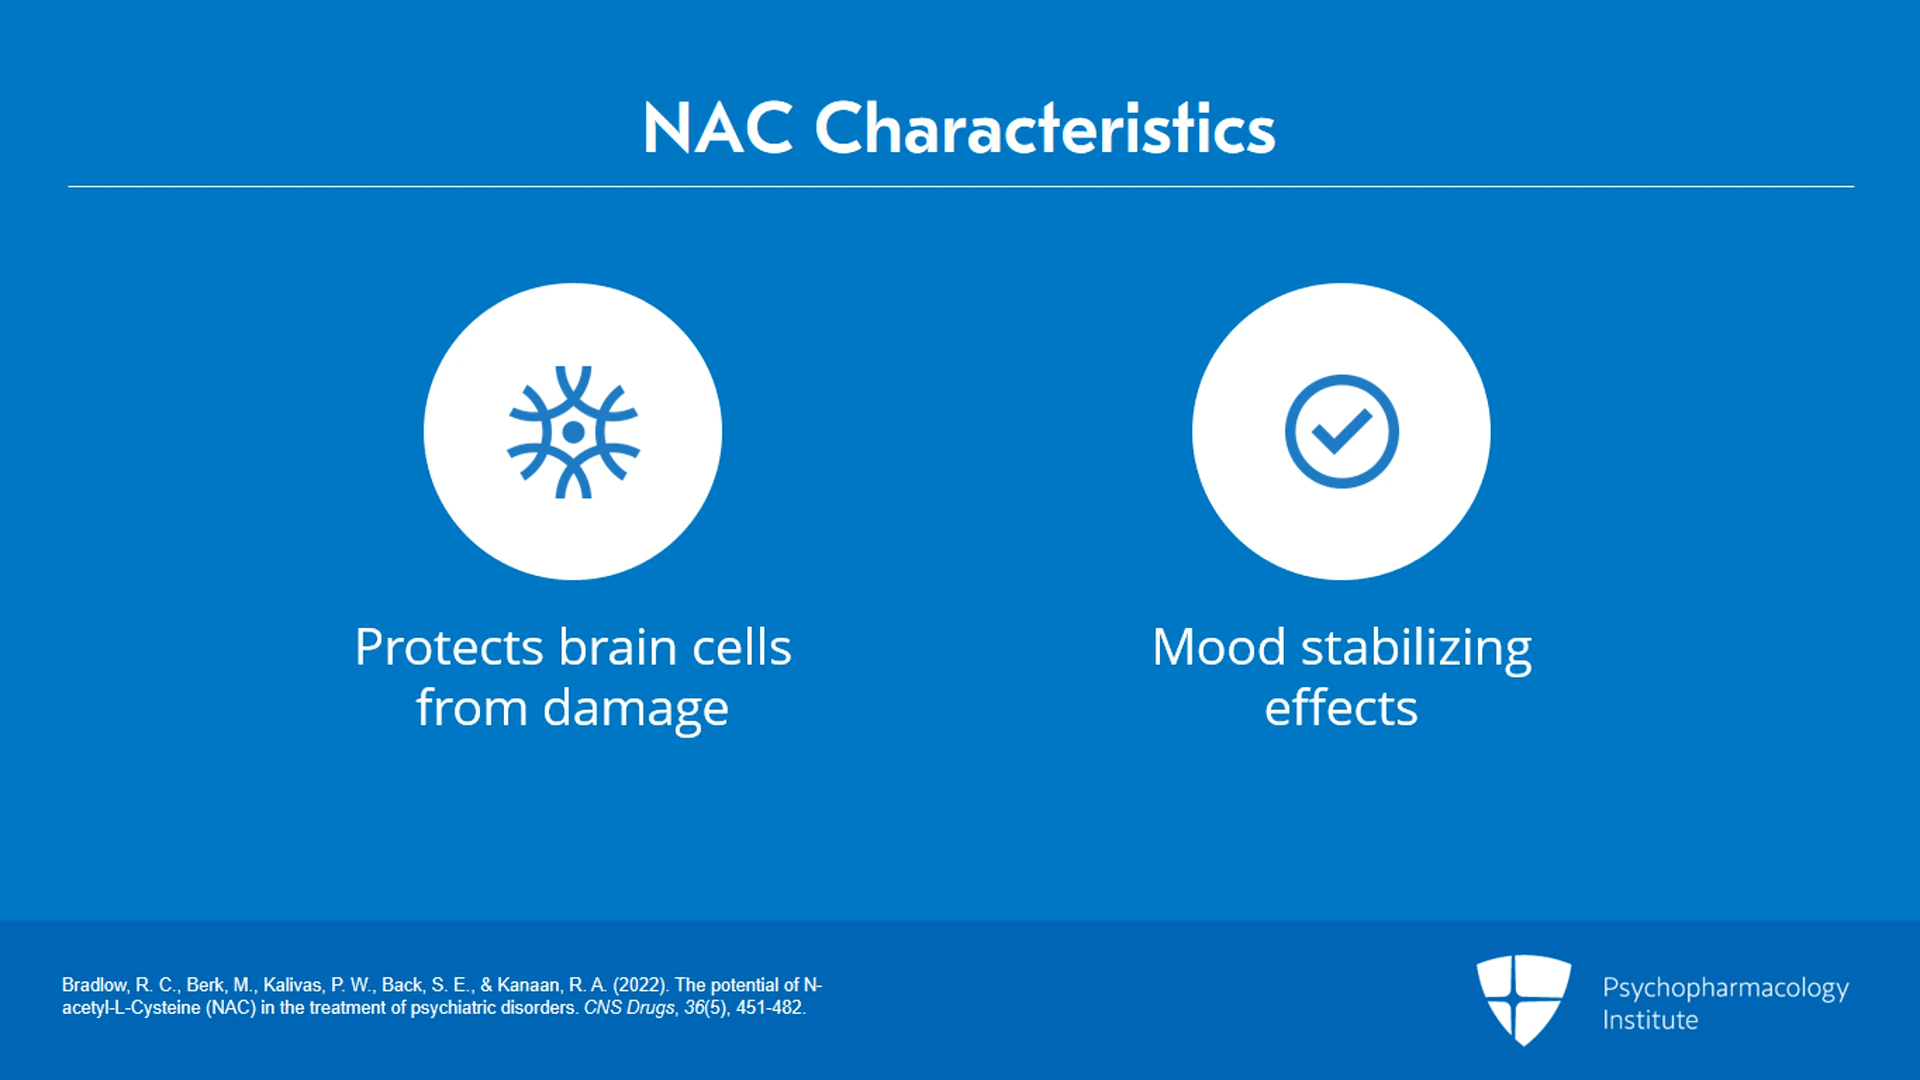 NAC Characteristics
Protects brain cells
from damage
Mood stabilizing
effects
Bradlow, R. C., Berk, M., Kalivas, P. W., Back, S. E., & Kanaan, R. A. (2022). The potential of N-
acetyl-L-Cysteine (NAC) in the treatment of psychiatric disorders. CNS Drugs, 36(5), 451-482.
Psychopharmacology
Institute